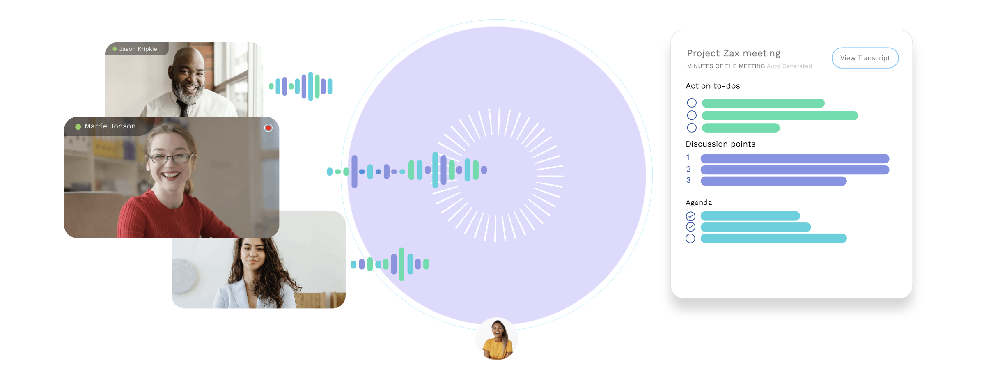 Jason Kripkie
Marrie Jonson
Project Zax meeting
MINUTES OF THE MEETING Auto Generated
View Transcript
Action to-dos
Discussion points
1
2
3
Agenda